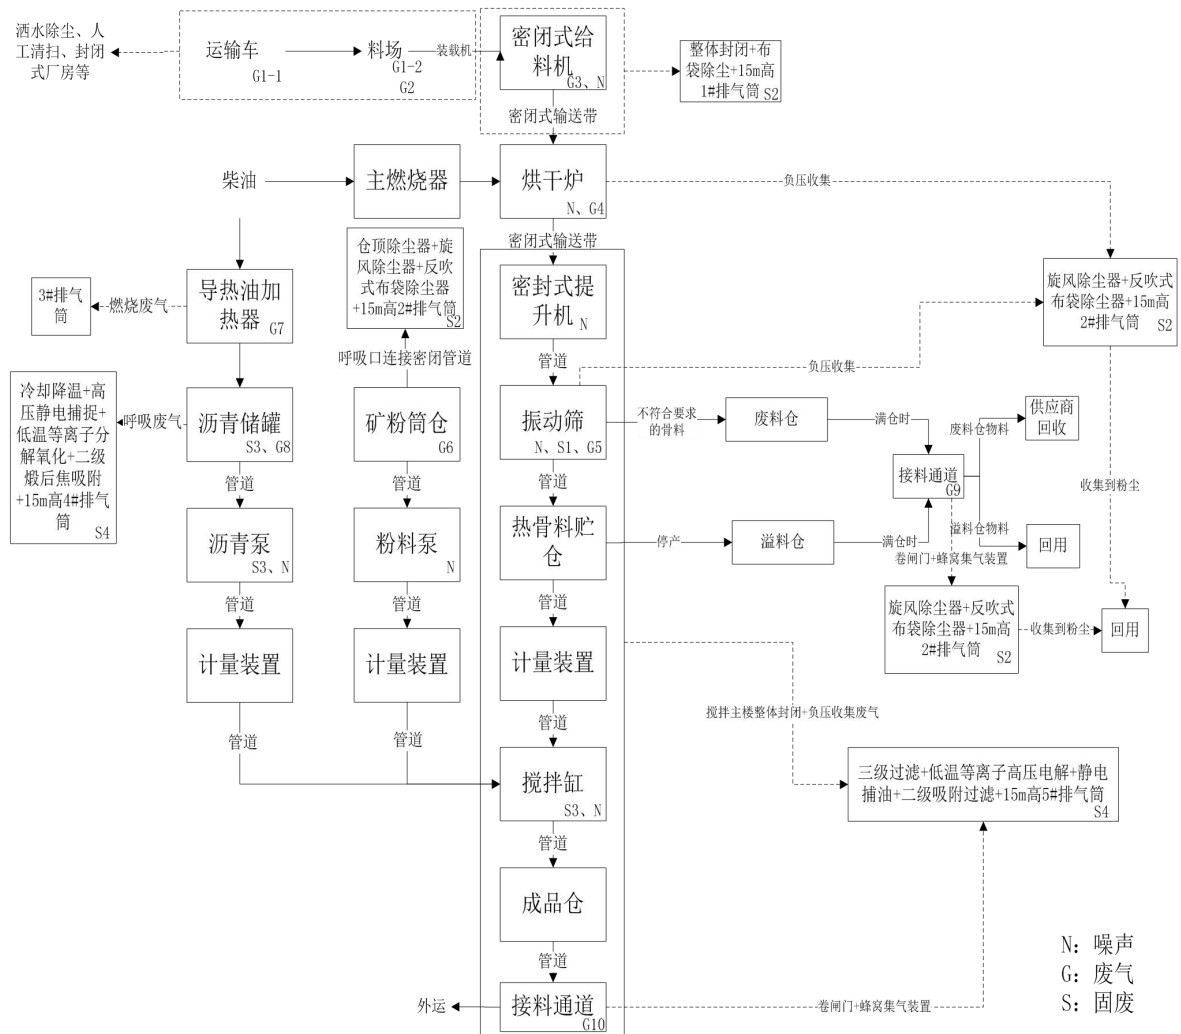 洒水除尘、人
工清扫、封闭
式厂房等
运输车
G1-1
料场
G1-2
G2
装载机
密闭式给
料机
G3、N
整体封闭+布
袋除尘+15m高
1#排气筒
S2
密闭式输送带
柴油
主燃烧器
烘干炉
N、G4
负压收集
密闭式输送带
仓顶除尘器+旋
风除尘器+反吹
式布袋除尘器
+15m高2#排气筒
S2
3#排气
筒
燃烧废气
导热油加
热器
G7
密封式提
升机
N
旋风除尘器+反吹式
布袋除尘器+15m高
2#排气筒
S2
呼吸口连接密闭管道
管道
负压收集
冷却降温+高
压静电捕捉+
低温等离子分
解氧化+二级
煅后焦吸附
+15m高4#排气
筒
S4
呼吸废气
沥青储罐
S3、G8
矿粉筒仓
G6
振动筛
N、S1、G5
不符合要求
的骨料
废料仓
满仓时
接料通道
G9
废料仓物料
供应商
回收
管道
管道
管道
收集到粉尘
沥青泵
S3、N
粉料泵
N
热骨料贮
仓
停产
溢料仓
满仓时
溢料仓物料
回用
卷闸门+蜂窝集气装置
管道
管道
管道
旋风除尘器+反吹式
布袋除尘器+15m高
2#排气筒
S2
收集到粉尘
回用
计量装置
计量装置
计量装置
搅拌主楼整体封闭+负压收集废气
管道
管道
管道
搅拌缸
S3、N
三级过滤+低温等离子高压电解+静电
捕油+二级吸附过滤+15m高5#排气筒
S4
管道
成品仓
管道
外运
接料通道
G10
卷闸门+蜂窝集气装置
N：噪声
G：废气
S：固废